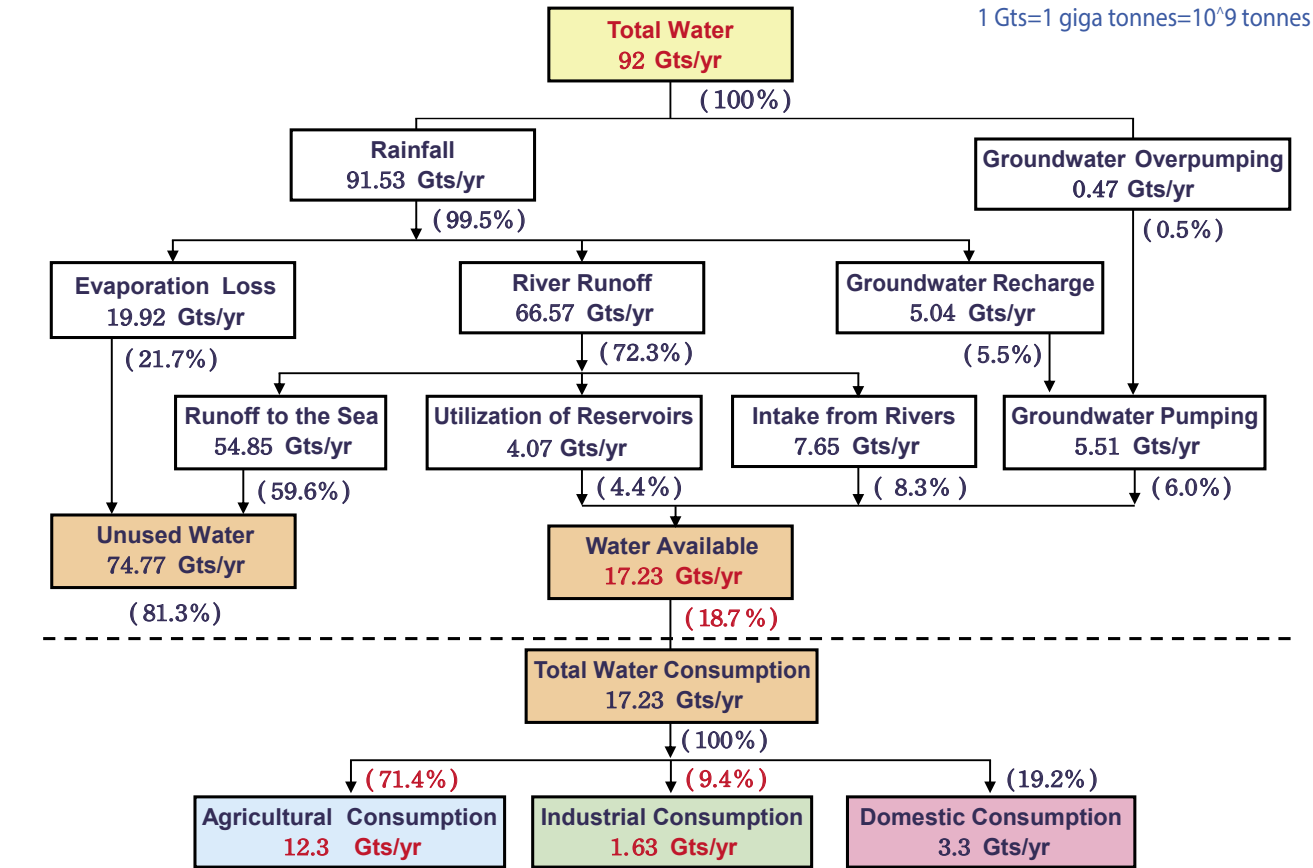 1 Gts=1 giga tonnes=10^9 tonnes
Total Water
92 Gts/yr
(100%)
Rainfall
91.53 Gts/yr
(99.5%)
Groundwater Overpumping
0.47 Gts/yr
(0.5%)
Evaporation Loss
19.92 Gts/yr
(21.7%)
River Runoff
66.57 Gts/yr
(72.3%)
Groundwater Recharge
5.04 Gts/yr
(5.5%)
Runoff to the Sea
54.85 Gts/yr
(59.6%)
Utilization of Reservoirs
4.07 Gts/yr
(4.4%)
Intake from Rivers
7.65 Gts/yr
(8.3%)
Groundwater Pumping
5.51 Gts/yr
(6.0%)
Unused Water
74.77 Gts/yr
(81.3%)
Water Available
17.23 Gts/yr
(18.7%)
Total Water Consumption
17.23 Gts/yr
(100%)
(71.4%)
Agricultural Consumption
12.3 Gts/yr
(9.4%)
Industrial Consumption
1.63 Gts/yr
(19.2%)
Domestic Consumption
3.3 Gts/yr